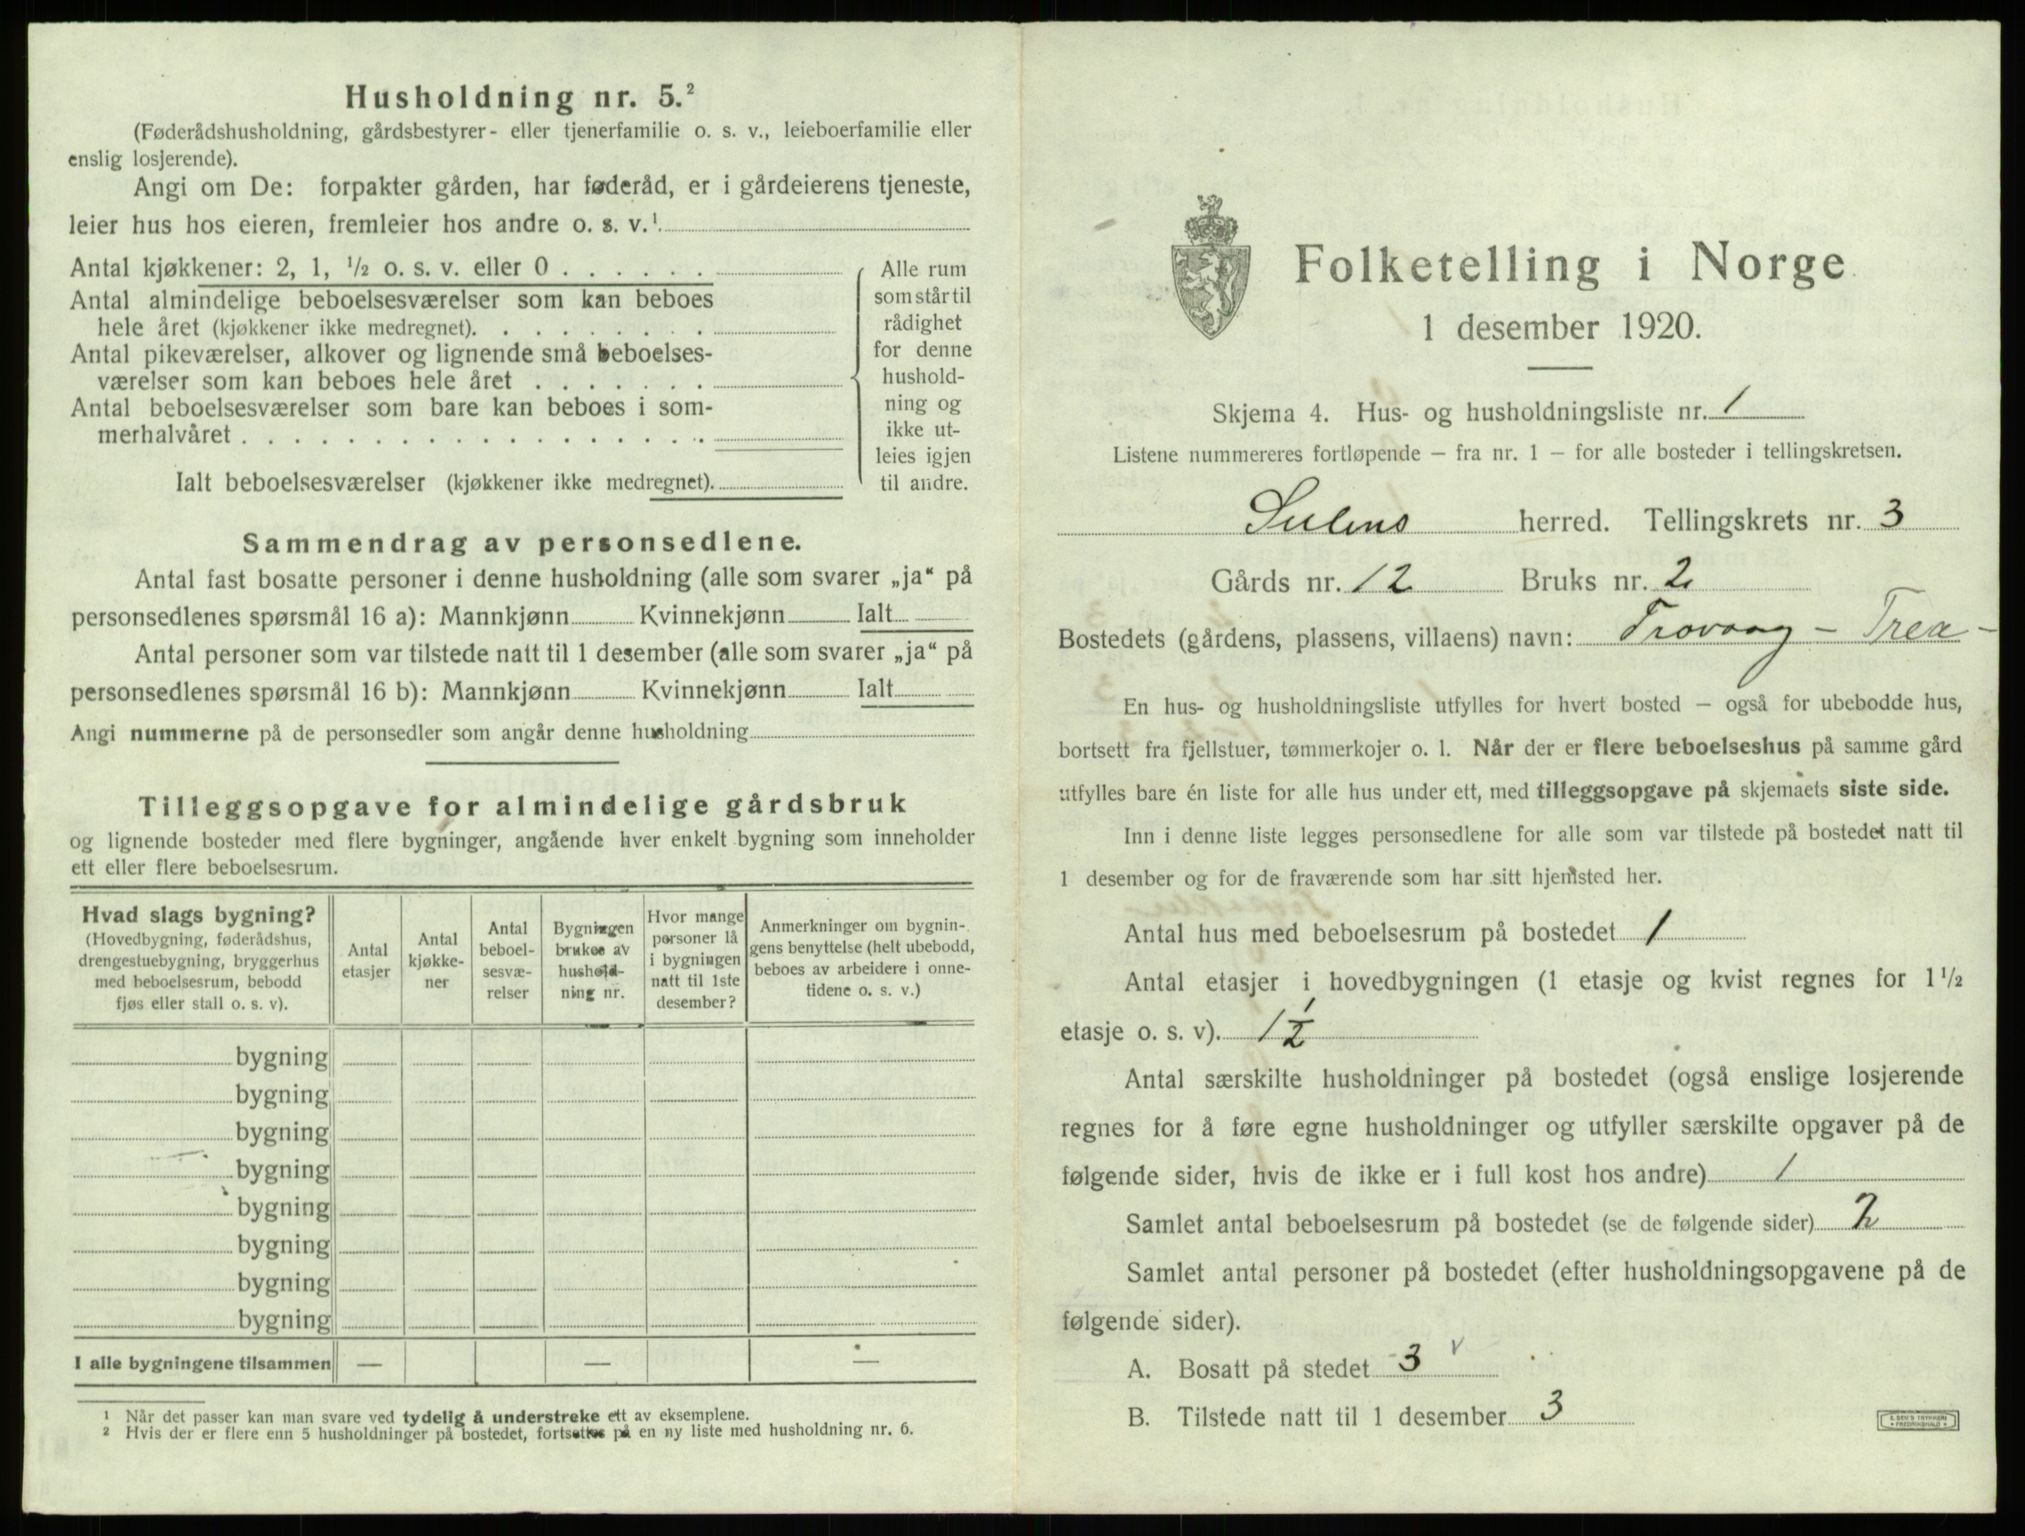 Husholdning nr. 5.²
(Føderådshusholdning, gårdsbestyrer- eller tjenerfamilie o. s. v., leieboerfamilie eller
enslig losjerende).
Angi om De: forpakter gården, har føderåd, er i gårdeierens tjeneste,
leier hus hos eieren, fremleier hos andre o. s. v.¹
Antal kjøkkener: 2, 1, ½ o. s. v. eller 0 . . . . . .
Antal almindelige beboelsesværelser som kan beboes
hele året (kjøkkener ikke medregnet). . . . . . . . . .
Antal pikeværelser, alkover og lignende små beboelses-
værelser som kan beboes hele året . . . . . . .
Antal beboelsesværelser som bare kan beboes i som-
merhalvåret . . . . . . . . . . . . . . . . . .
Ialt beboelsesværelser (kjøkkener ikke medregnet).
Alle rum
som står til
rådighet
for denne
hushold-
ning og
ikke ut-
leies igjen
til andre.
Sammendrag av personsedlene.
Antal fast bosatte personer i denne husholdning (alle som svarer „ja“ på
personsedlenes spørsmål 16 a): Mannkjønn Kvinnekjønn Ialt
Antal personer som var tilstede natt til 1 desember (alle som svarer „ja“ på
personsedlenes spørsmål 16 b): Mannkjønn Kvinnekjønn Ialt
Angi nummerne på de personsedler som angår denne husholdning
Tilleggsopgave for almindelige gårdsbruk
og lignende bosteder med flere bygninger, angående hver enkelt bygning som inneholder
ett eller flere beboelsesrum.
Hvad slags bygning?
(Hovedbygning, føderådshus,
drengestuebygning, bryggerhus
med beboelsesrum, bebodd
fjøs eller stall o. s. v).
Antal
etasjer
Antal
kjøkke-
ner
Antal
beboel-
sesvæ-
relser
Bygningen
brukes av
hushold-
ning nr.
Hvor mange
personer lå
i bygningen
natt til 1ste
desember?
Anmerkninger om bygnin-
gens benyttelse (helt ubebodd,
beboes av arbeidere i onne-
tidene o. s. v.)
bygning
bygning
bygning
bygning
bygning
bygning
bygning
bygning
I alle bygningene tilsammen — — —
¹ Når det passer kan man svare ved tydelig å understreke ett av eksemplene.
² Hvis der er flere enn 5 husholdninger på bostedet, fortsettes på en ny liste med husholdning nr. 6.
Folketelling i Norge
1 desember 1920.
Skjema 4. Hus- og husholdningsliste nr. 1
Listene nummereres fortløpende — fra nr. 1 — for alle bosteder i tellingskretsen.
Sulens herred. Tellingskrets nr. 3
Gårds nr. 12 Bruks nr. 2
Bostedets (gårdens, plassens, villaens) navn: Trovaag – Trea –
En hus- og husholdningsliste utfylles for hvert bosted — også for ubebodde hus,
bortsett fra fjellstuer, tømmerkojer o. l. Når der er flere beboelseshus på samme gård
utfylles bare én liste for alle hus under ett, med tilleggsopgave på skjemaets siste side.
Inn i denne liste legges personsedlene for alle som var tilstede på bostedet natt til
1 desember og for de fraværende som har sitt hjemsted her.
Antal hus med beboelsesrum på bostedet 1
Antal etasjer i hovedbygningen (1 etasje og kvist regnes for 1 ½
etasje o. s. v). 1½
Antal særskilte husholdninger på bostedet (også enslige losjerende
regnes for å føre egne husholdninger og utfyller særskilte opgaver på de
følgende sider, hvis de ikke er i full kost hos andre) 1
Samlet antal beboelsesrum på bostedet (se de følgende sider) 2
Samlet antal personer på bostedet (efter husholdningsopgavene på de
følgende sider).
A. Bosatt på stedet 3 v
B. Tilstede natt til 1 desember 3